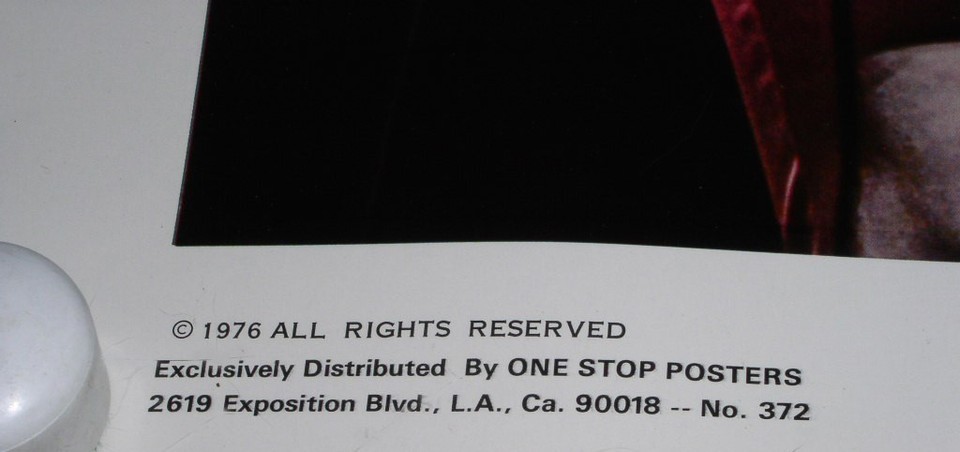 © 1976 ALL RIGHTS RESERVED
Exclusively Distributed By ONE STOP POSTERS
2619 Exposition Blvd., L.A., Ca. 90018 -- No. 372